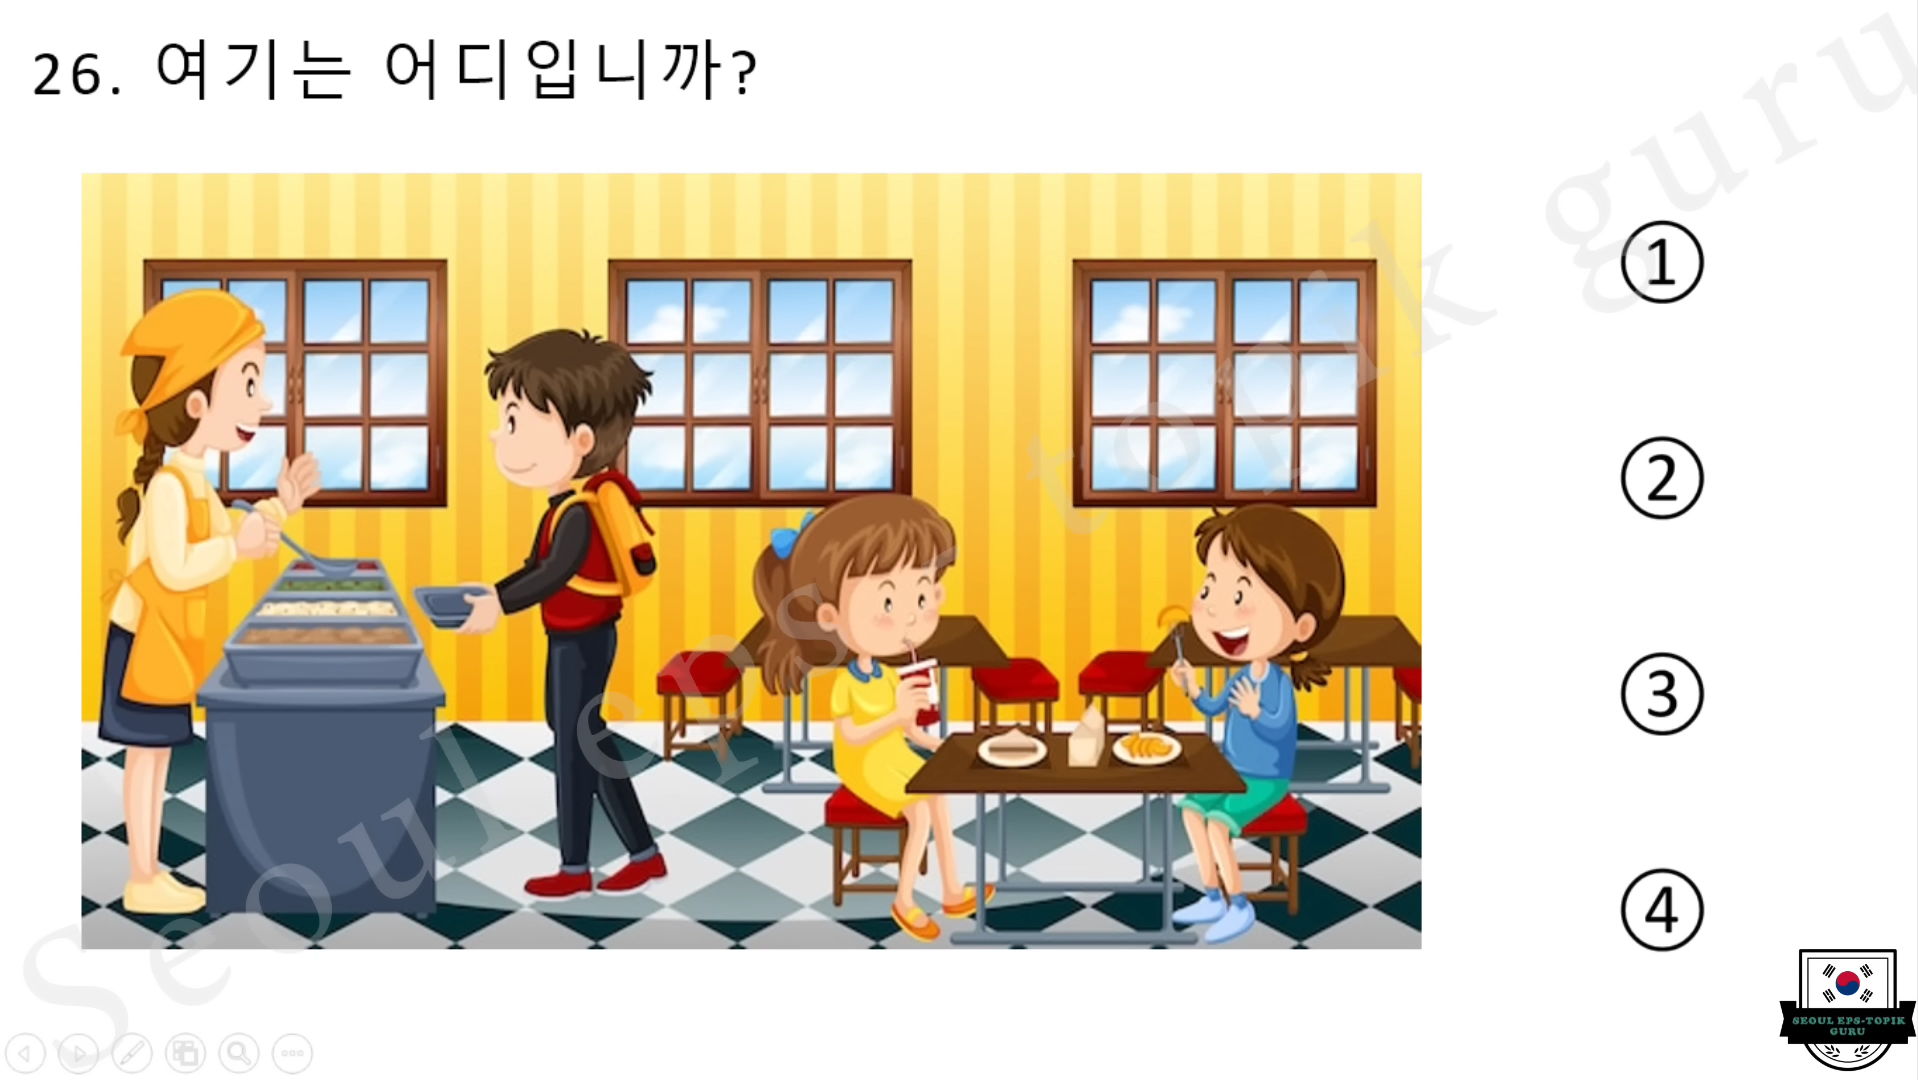 26. 여기는 어디입니까?
①
②
③
④
Seoul eps- topik guru
SEOUL EPS-TOPIK
GURU